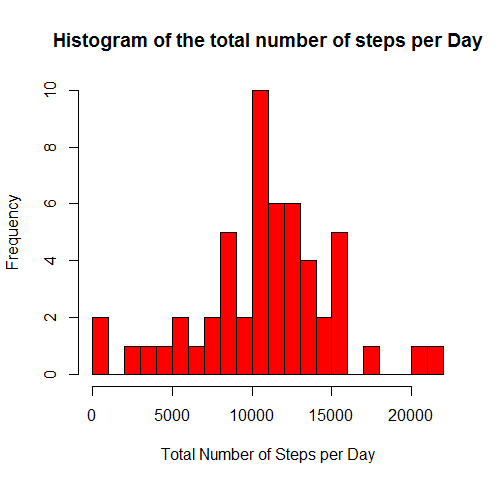 Histogram of the total number of steps per Day
10
8
6
4
2
0
Frequency
0 5000 10000 15000 20000
Total Number of Steps per Day